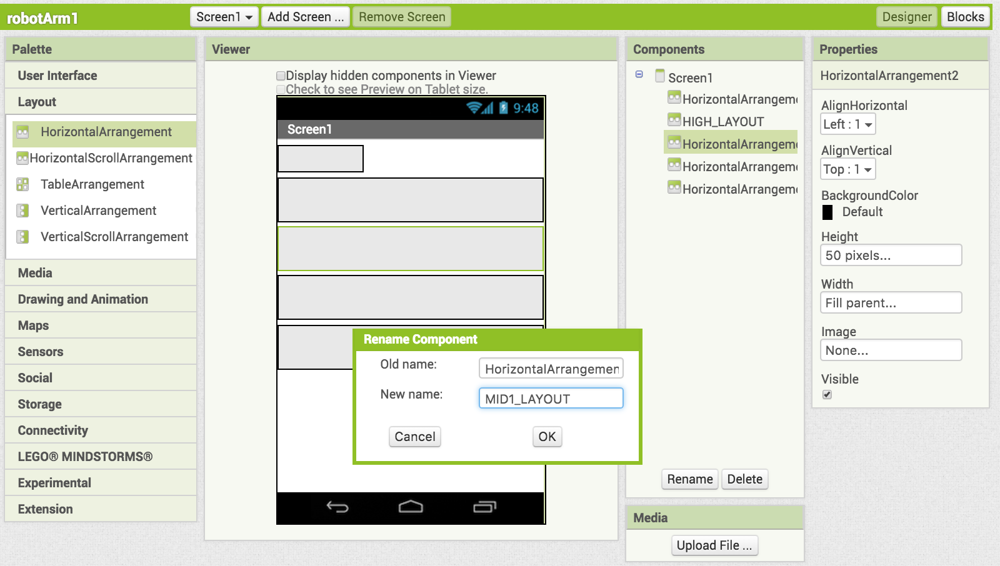 robotArm1
Screen1
Add Screen ...
Remove Screen
Designer
Blocks
Palette
User Interface
Layout
HorizontalArrangement
HorizontalScrollArrangement
TableArrangement
VerticalArrangement
VerticalScrollArrangement
Media
Drawing and Animation
Maps
Sensors
Social
Storage
Connectivity
LEGO® MINDSTORMS®
Experimental
Extension
Viewer
Display hidden components in Viewer
Check to see Preview on Tablet size.
9:48
Screen1
Rename Component
Old name:
HorizontalArrangemen
New name:
MID1_LAYOUT
Cancel
OK
Components
Screen1
HorizontalArrangeme
HIGH_LAYOUT
HorizontalArrangeme
HorizontalArrangeme
HorizontalArrangeme
Rename
Delete
Media
Upload File ...
Properties
HorizontalArrangement2
AlignHorizontal
Left : 1
AlignVertical
Top : 1
BackgroundColor
Default
Height
50 pixels...
Width
Fill parent...
Image
None...
Visible